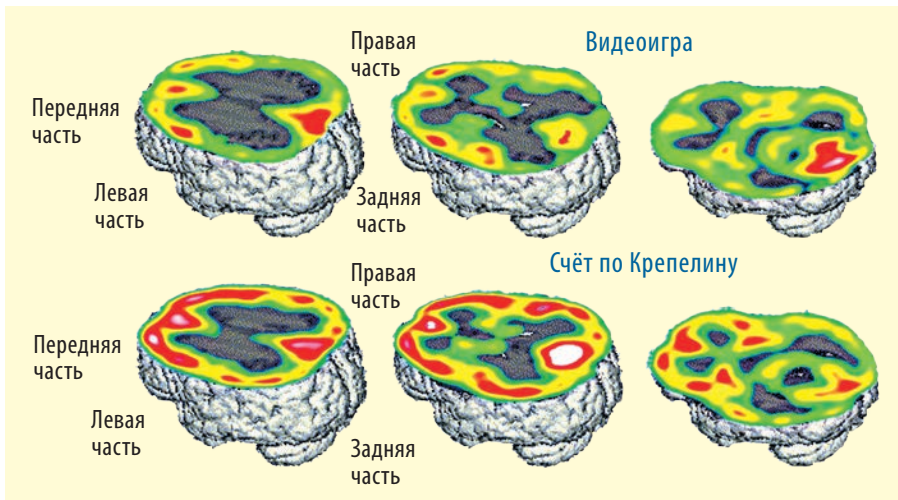 Видеоигра
Правая
часть
Передняя
часть
Левая
часть
Задняя
часть
Счёт по Крепелину
Правая
часть
Передняя
часть
Левая
часть
Задняя
часть